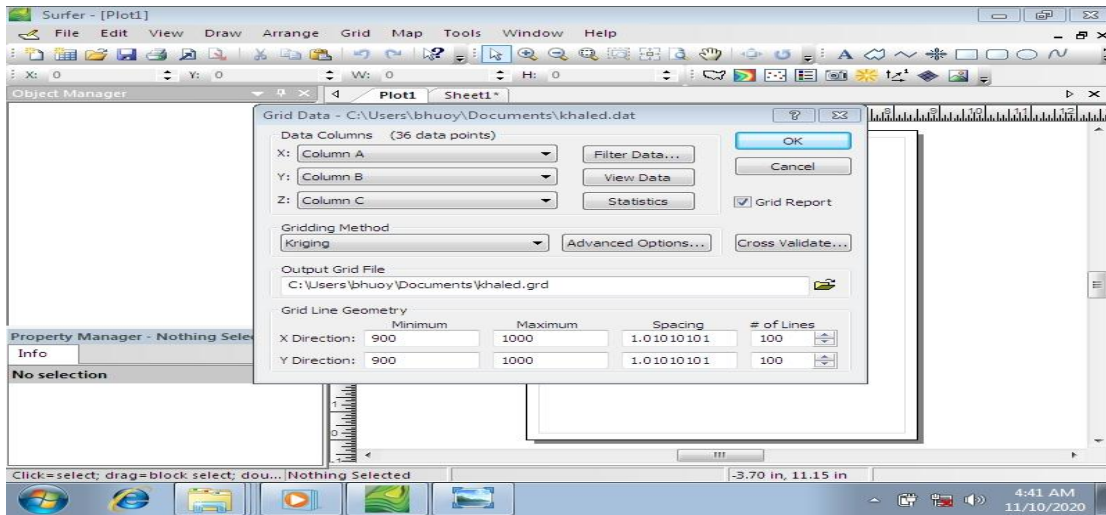 Surfer - [Plot1]
File Edit View Draw Arrange Grid Map Tools Window Help
X: 0 Y: 0 W: 0 H: 0
Object Manager
Plot1 Sheet1*
Grid Data - C:\Users\bhuoy\Documents\khaled.dat
Data Columns (36 data points)
X: Column A
Y: Column B
Z: Column C
Filter Data...
View Data
Statistics
OK
Cancel
Grid Report
Gridding Method
Kriging
Advanced Options...
Cross Validate...
Output Grid File
C:\Users\bhuoy\Documents\khaled.grd
Grid Line Geometry
Minimum Maximum Spacing # of Lines
X Direction: 900 1000 1.01010101 100
Y Direction: 900 1000 1.01010101 100
Property Manager - Nothing Sele
Info
No selection
Click=select; drag=block select; dou... Nothing Selected
-3.70 in, 11.15 in
4:41 AM
11/10/2020